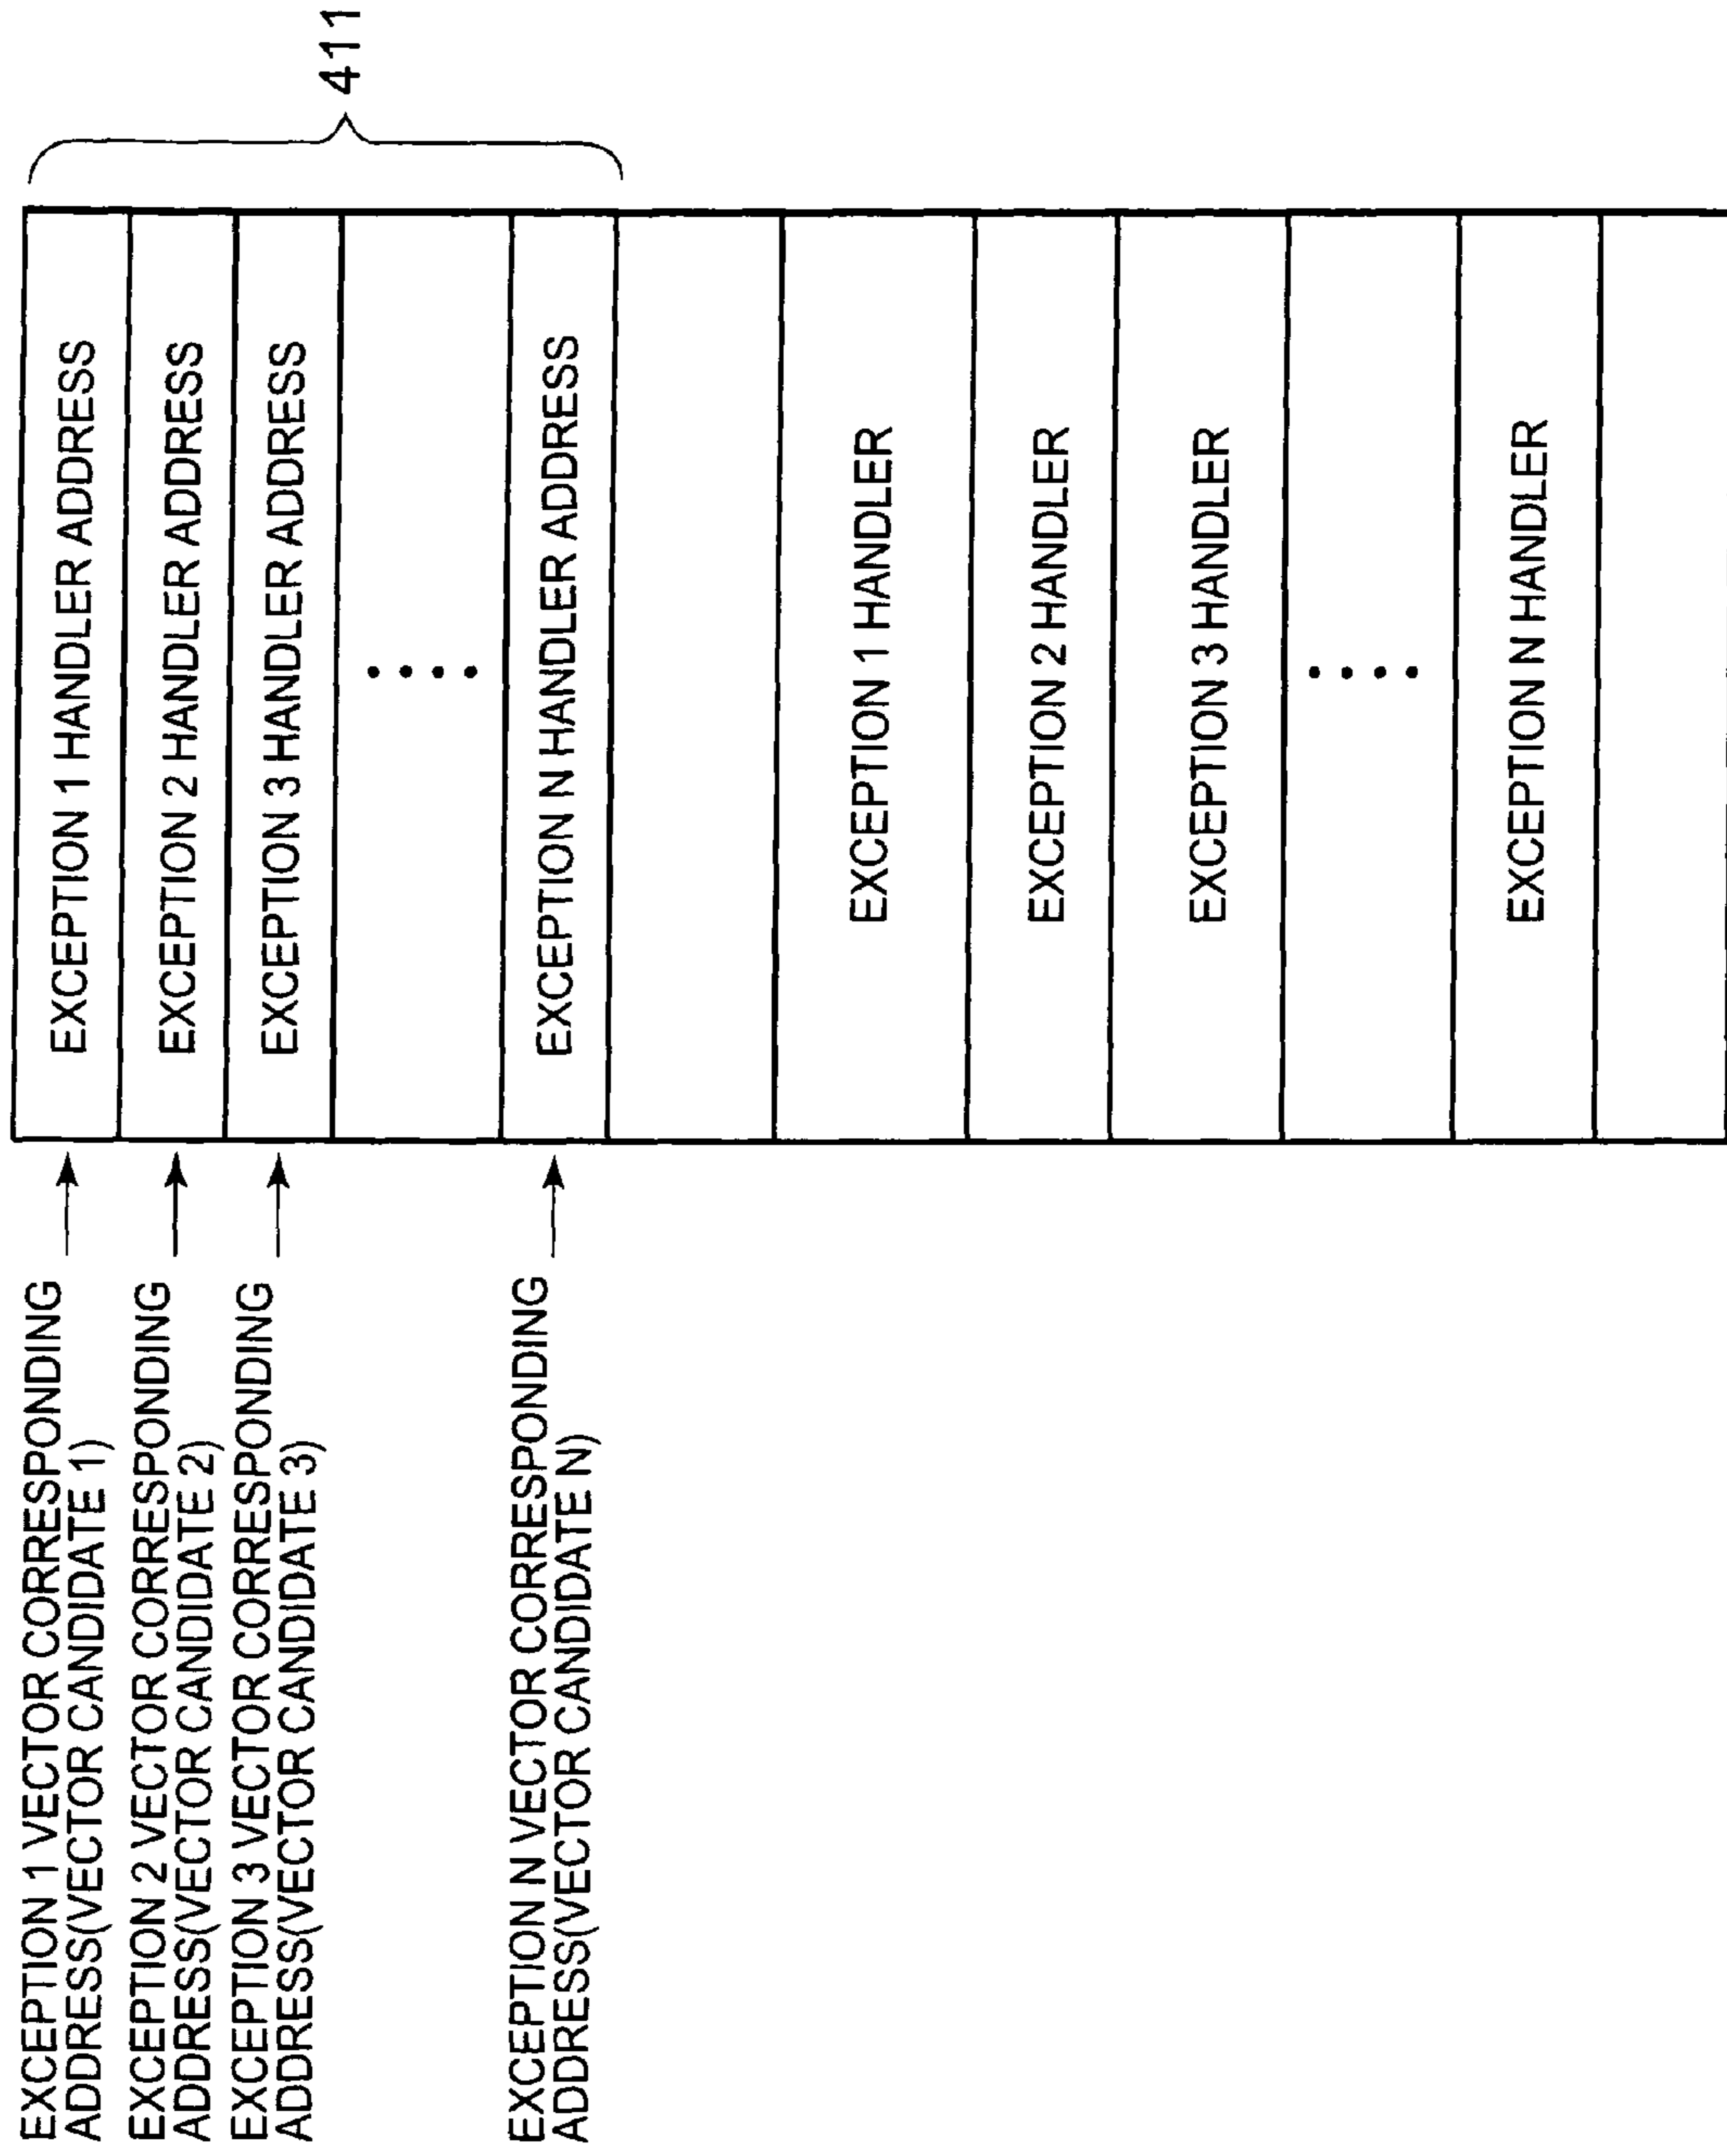 EXCEPTION 1 VECTOR CORRESPONDING
ADDRESS(VECTOR CANDIDATE 1)
EXCEPTION 2 VECTOR CORRESPONDING
ADDRESS(VECTOR CANDIDATE 2)
EXCEPTION 3 VECTOR CORRESPONDING
ADDRESS(VECTOR CANDIDATE 3)
EXCEPTION N VECTOR CORRESPONDING
ADDRESS(VECTOR CANDIDATE N)
EXCEPTION 1 HANDLER ADDRESS
EXCEPTION 2 HANDLER ADDRESS
EXCEPTION 3 HANDLER ADDRESS
....
EXCEPTION N HANDLER ADDRESS
EXCEPTION 1 HANDLER
EXCEPTION 2 HANDLER
EXCEPTION 3 HANDLER
....
EXCEPTION N HANDLER
411